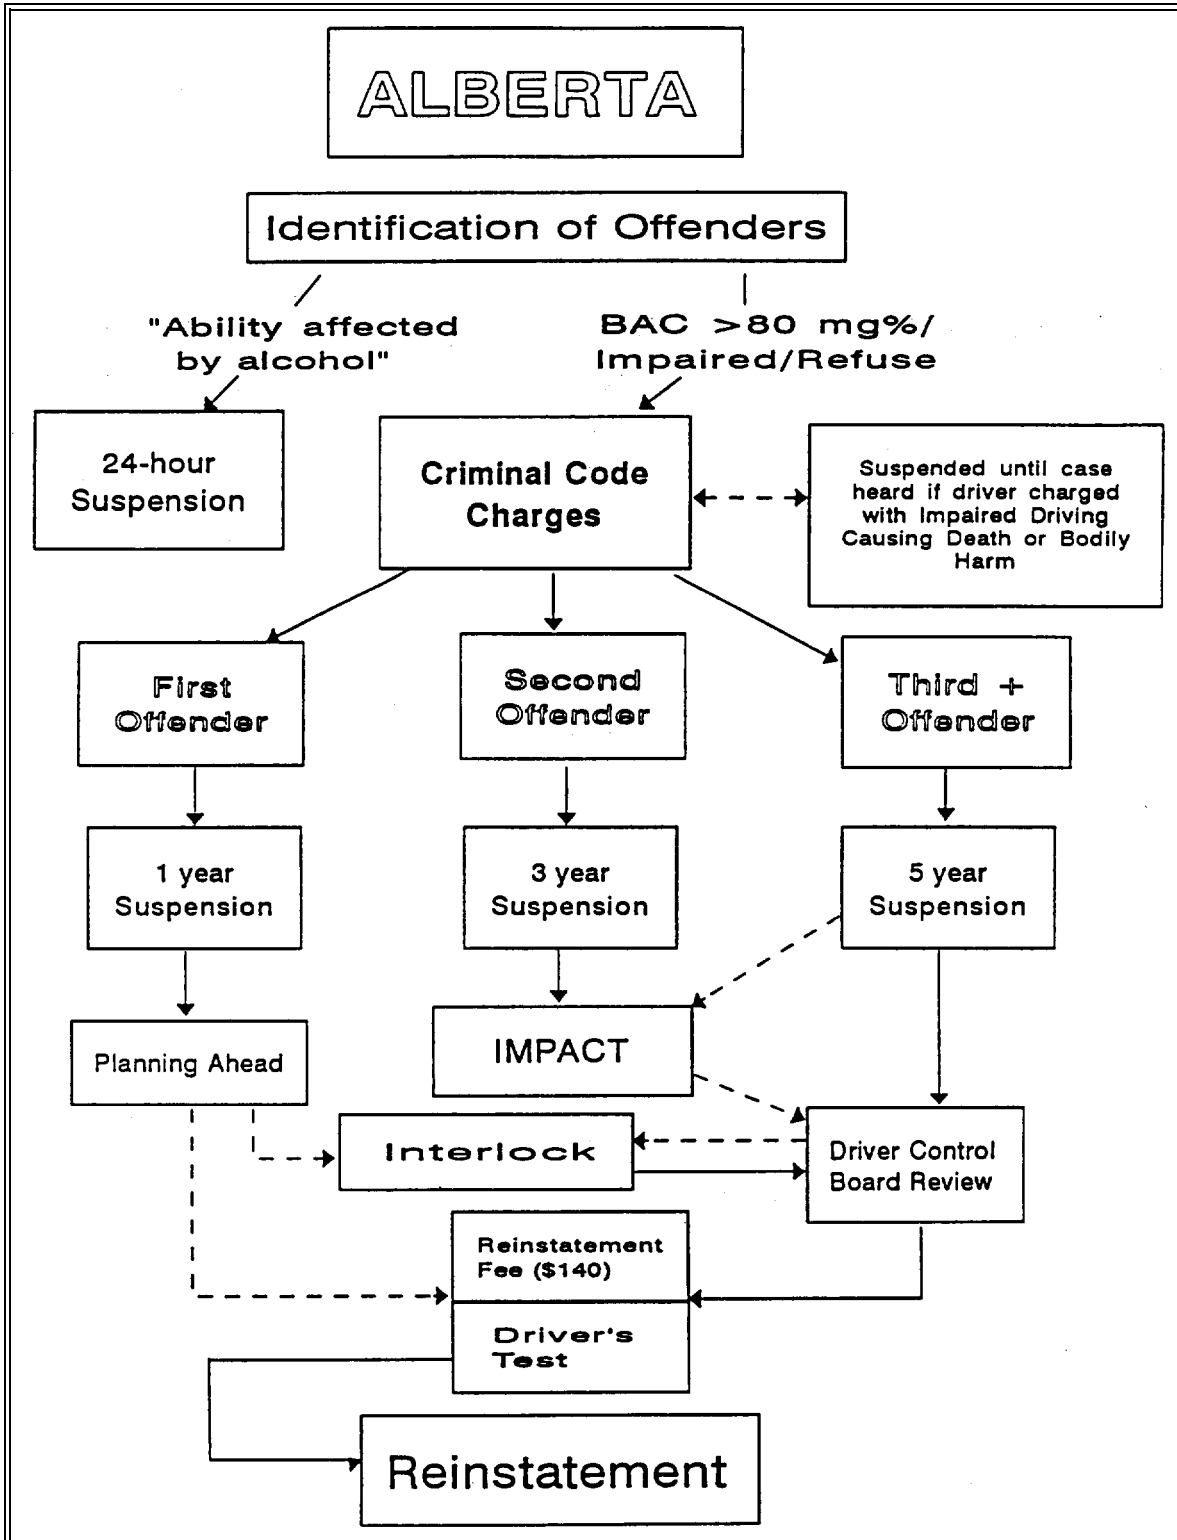 ALBERTA
Identification of Offenders
"Ability affected
by alcohol"
BAC >80 mg%/
Impaired/Refuse
24-hour
Suspension
Criminal Code
Charges
Suspended until case
heard if driver charged
with Impaired Driving
Causing Death or Bodily
Harm
First
Offender
Second
Offender
Third +
Offender
1 year
Suspension
3 year
Suspension
5 year
Suspension
Planning Ahead
IMPACT
Interlock
Driver Control
Board Review
Reinstatement
Fee ($140)
Driver's
Test
Reinstatement